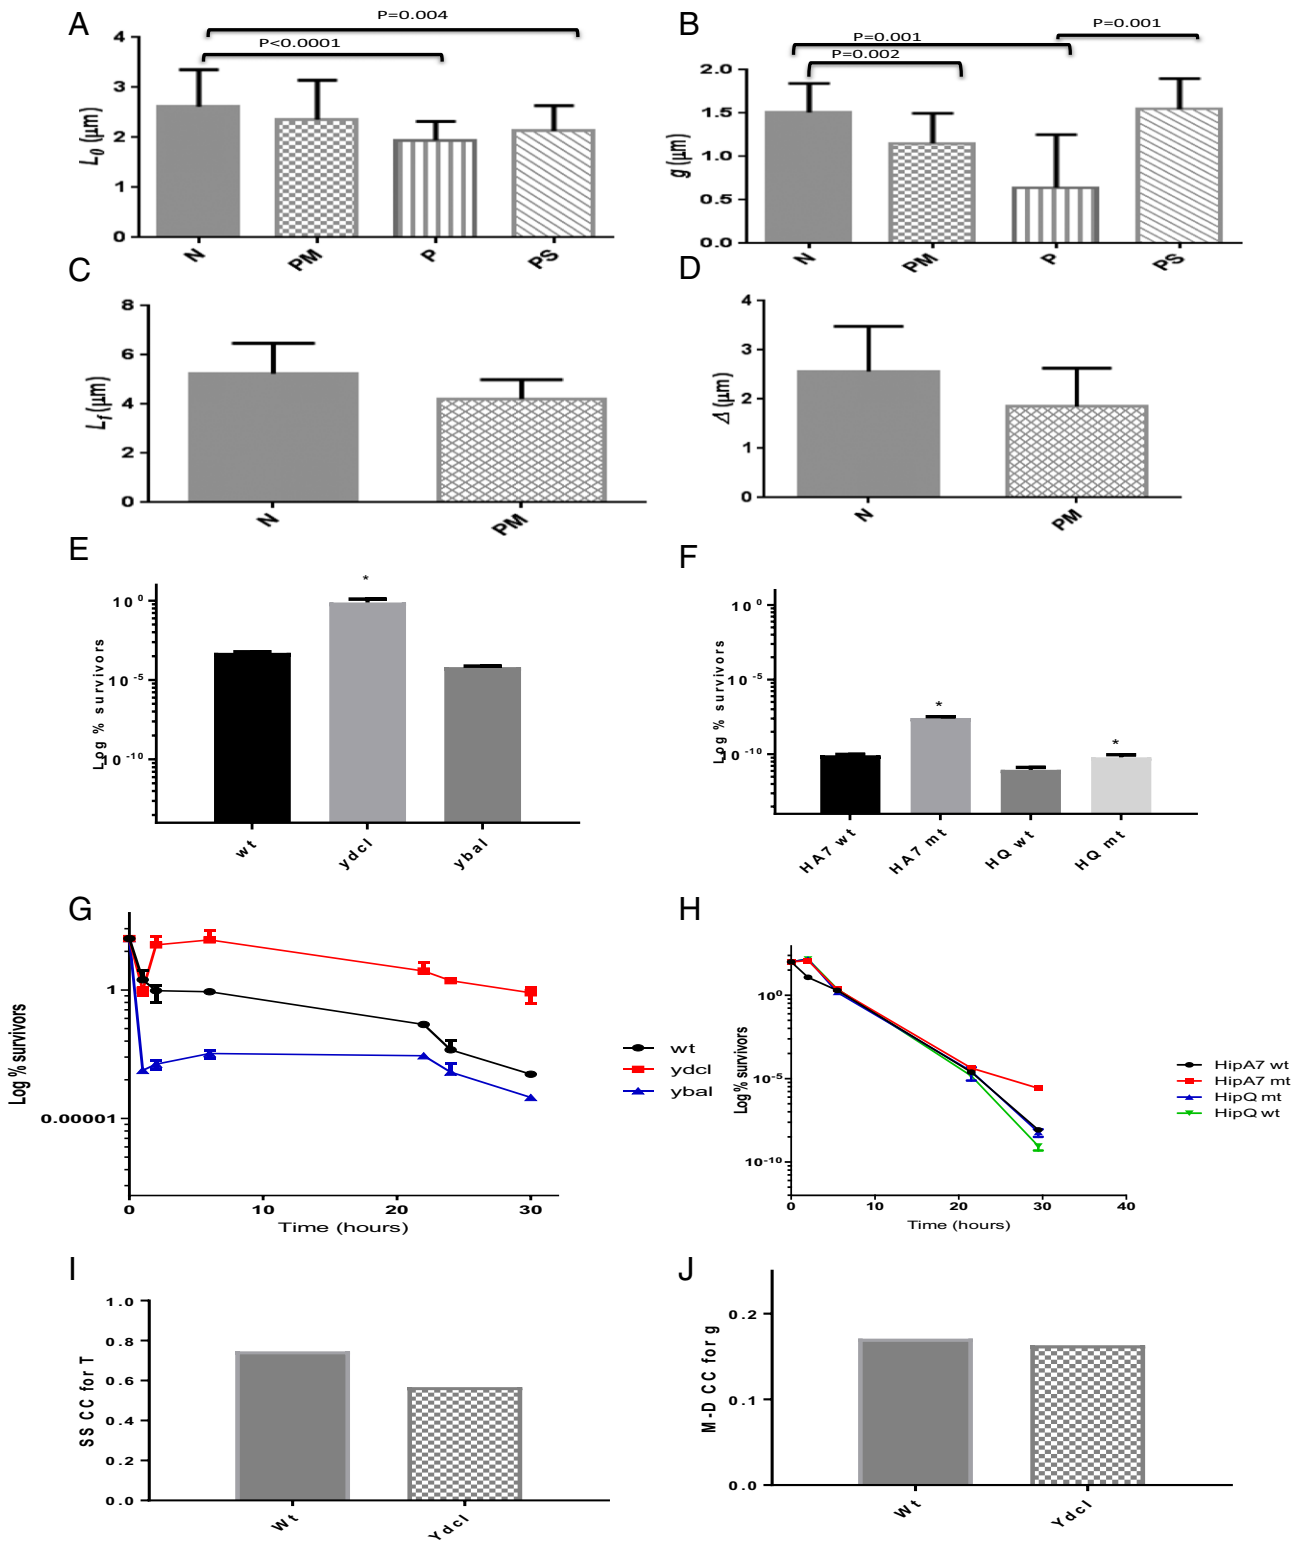 A
P=0.004
P<0.0001
L0 (μm)
4
3
2
1
0
N PM P PS
B
P=0.001
P=0.001
P=0.002
g (μm)
2.0
1.5
1.0
0.5
0.0
N PM P PS
C
Lf (μm)
8
6
4
2
0
N PM
D
Δ (μm)
4
3
2
1
0
N PM
E
Log % survivors
10 0
10 -5
10 -10
*
wt ydcI ybaI
F
Log % survivors
10 0
10 -5
10 -10
* *
HA7 wt HA7 mt HQ wt HQ mt
G
Log % survivors
1
0.00001
0 10 20 30
Time (hours)
wt
ydcI
ybaI
H
Log % survivors
10 0
10 -5
10 -10
0 10 20 30 40
Time (hours)
HipA7 wt
HipA7 mt
HipQ mt
HipQ wt
I
SS CC for T
1.0
0.8
0.6
0.4
0.2
0.0
Wt YdcI
J
M-D CC for g
0.2
0.1
0.0
Wt YdcI